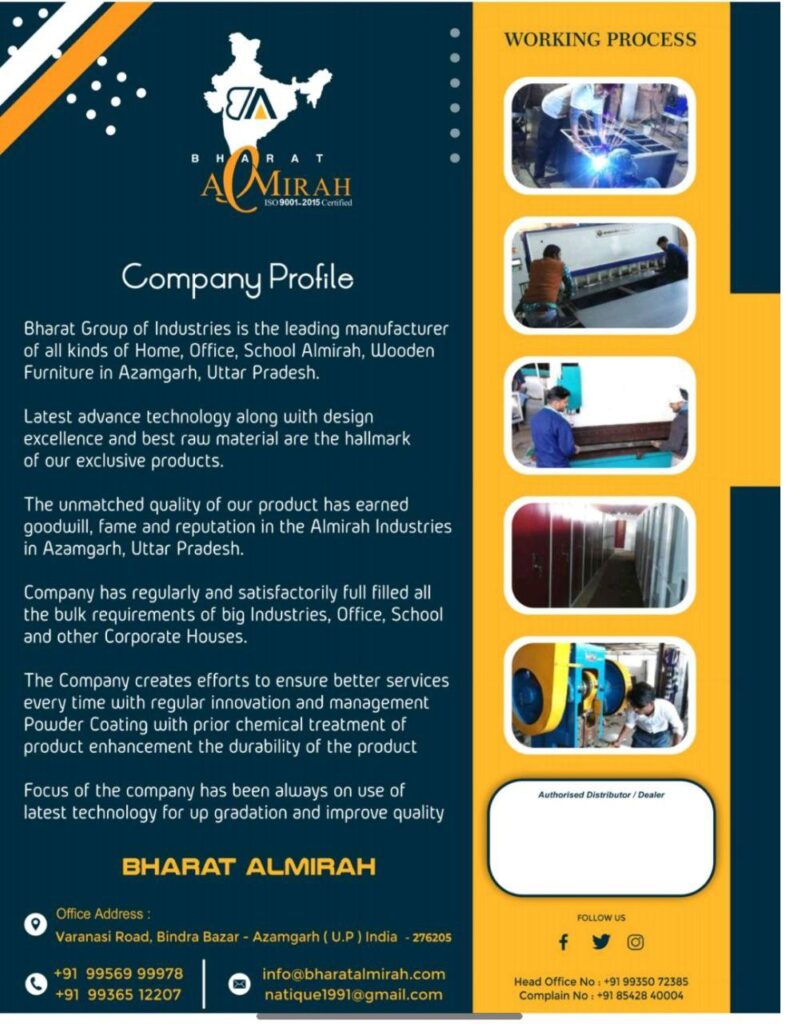 BHARAT
ALMIRAH
ISO 9001-2015 Certified
Company Profile
Bharat Group of Industries is the leading manufacturer
of all kinds of Home, Office, School Almirah, Wooden
Furniture in Azamgarh, Uttar Pradesh.
Latest advance technology along with design
excellence and best raw material are the hallmark
of our exclusive products.
The unmatched quality of our product has earned
goodwill, fame and reputation in the Almirah Industries
in Azamgarh, Uttar Pradesh.
Company has regularly and satisfactorily full filled all
the bulk requirements of big Industries, Office, School
and other Corporate Houses.
The Company creates efforts to ensure better services
every time with regular innovation and management
Powder Coating with prior chemical treatment of
product enhancement the durability of the product
Focus of the company has been always on use of
latest technology for up gradation and improve quality
BHARAT ALMIRAH
Office Address :
Varanasi Road, Bindra Bazar - Azamgarh ( U.P ) India - 276205
+91 99569 99978
+91 99365 12207
info@bharatalmirah.com
natique1991@gmail.com
WORKING PROCESS
Authorised Distributor / Dealer
FOLLOW US
Head Office No : +91 99350 72385
Complain No : +91 85428 40004